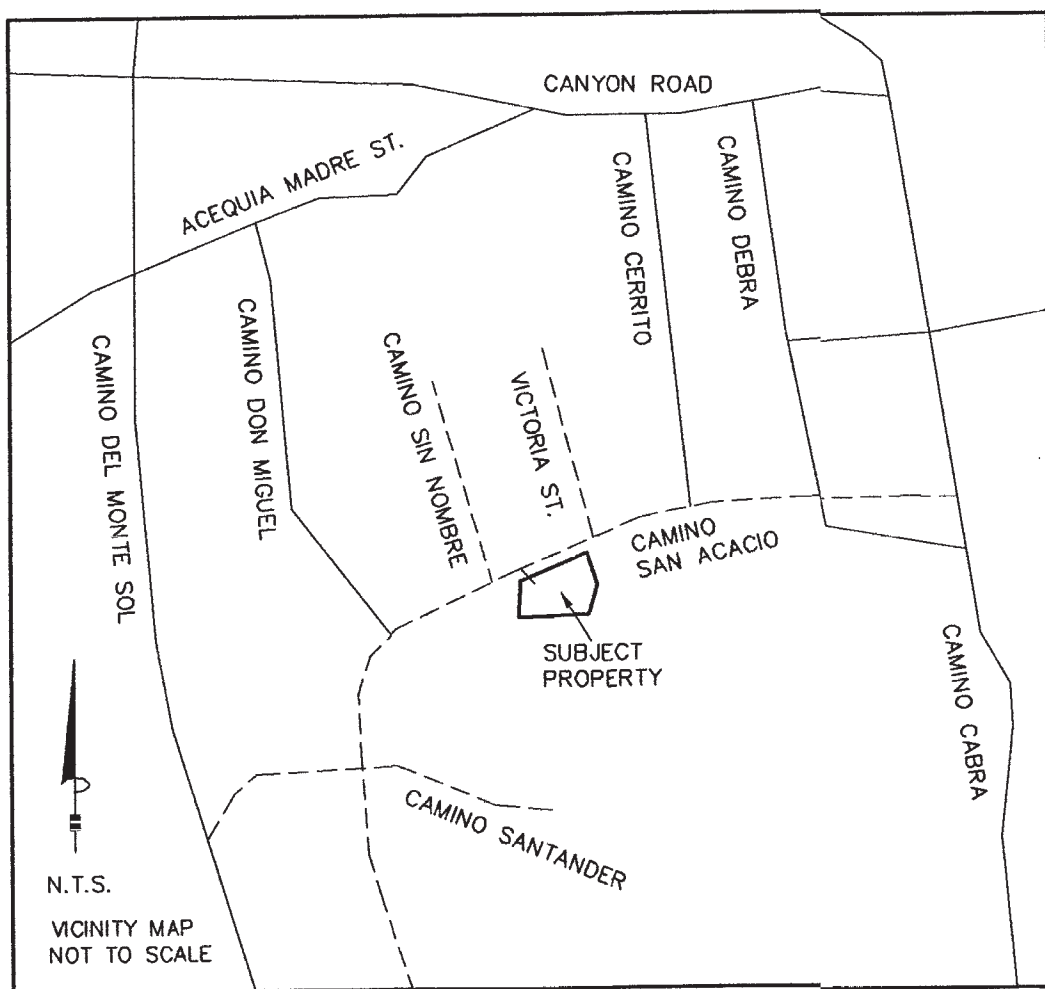 CANYON ROAD
ACEQUIA MADRE ST.
CAMINO CERRITO
CAMINO DEBRA
CAMINO DEL MONTE SOL
CAMINO DON MIGUEL
CAMINO SIN NOMBRE
VICTORIA ST.
CAMINO
SAN ACACIO
SUBJECT
PROPERTY
CAMINO CABRA
CAMINO SANTANDER
N.T.S.
VICINITY MAP
NOT TO SCALE